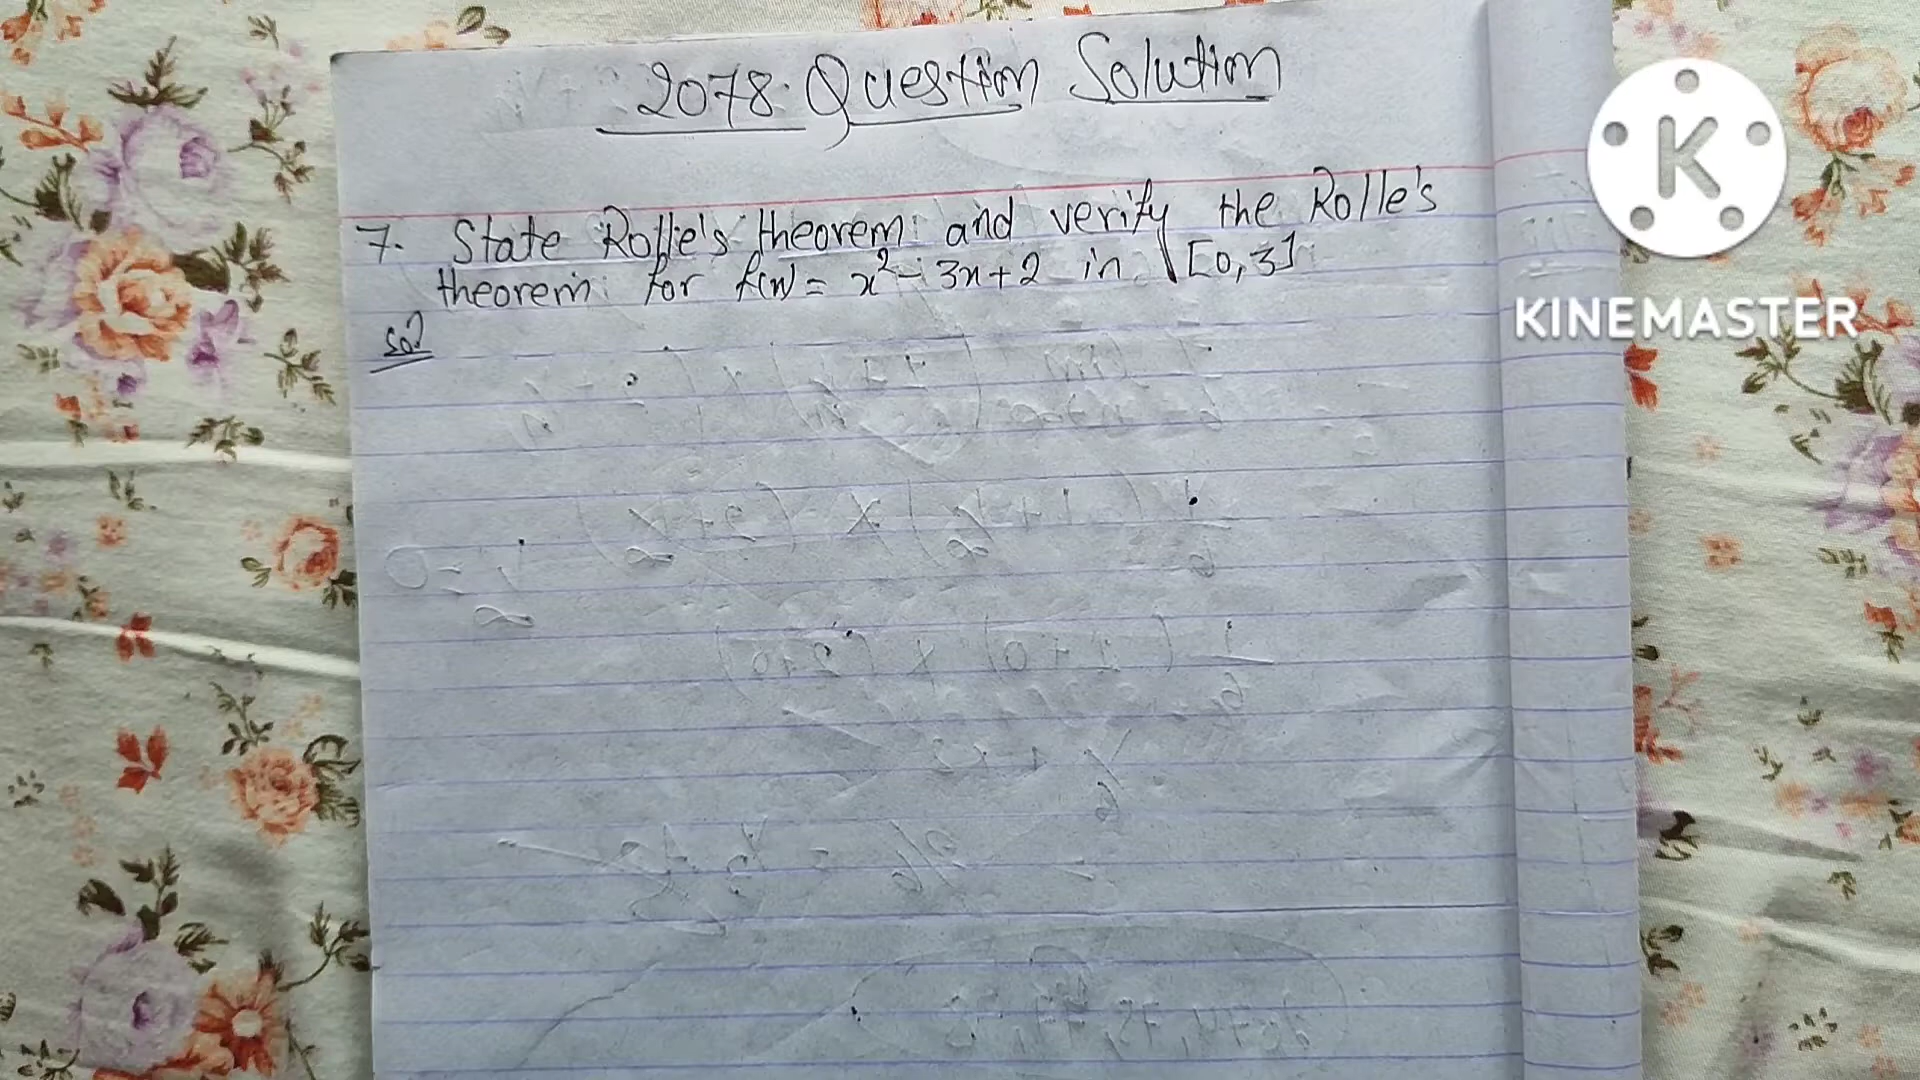 2078 Question Solution
7. State Rolle's theorem and verify the Rolle's
theorem for f(x) = x² - 3x + 2 in [0, 3]
Solⁿ
K
KINEMASTER